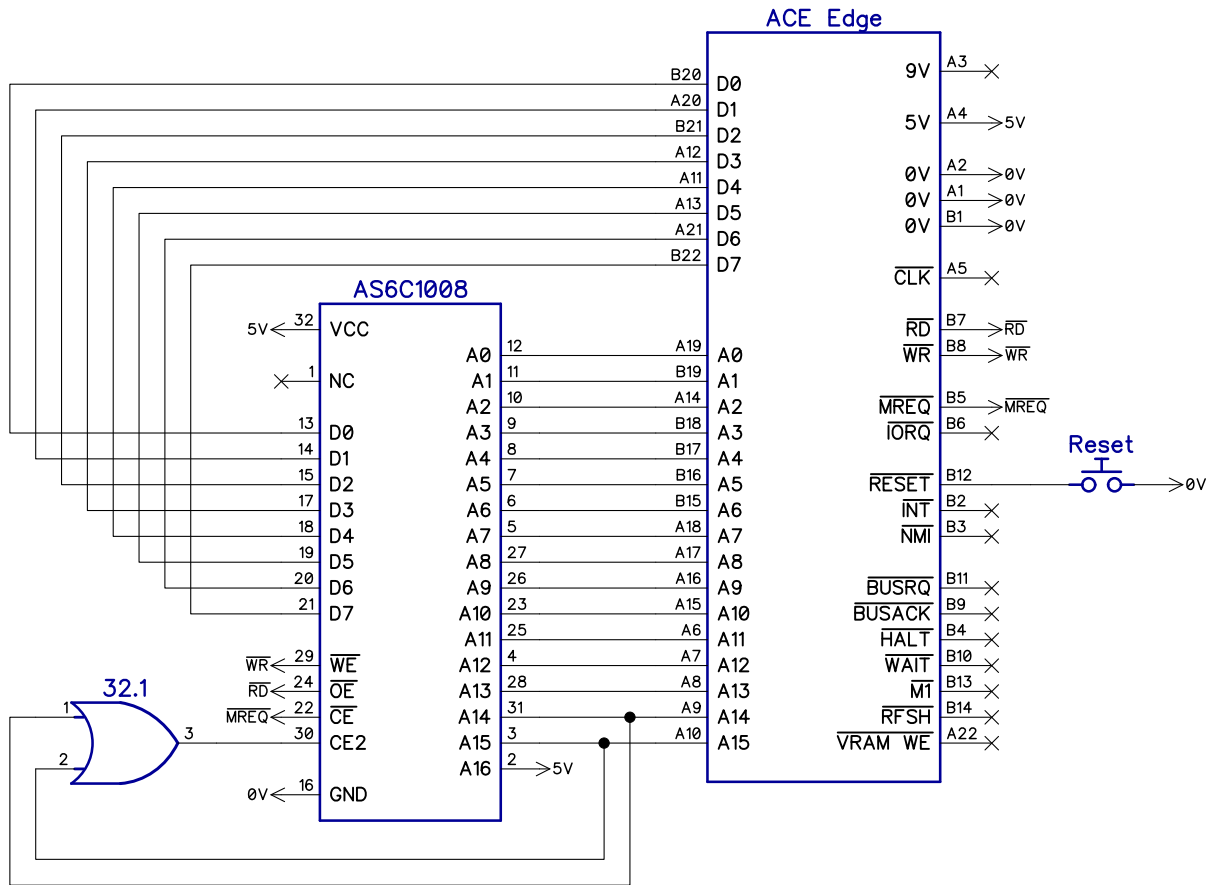 ACE Edge
B20 D0
A20 D1
B21 D2
A12 D3
A11 D4
A13 D5
A21 D6
B22 D7
9V A3
5V A4 5V
0V A2 0V
0V A1 0V
0V B1 0V
CLK A5
RD B7 RD
WR B8 WR
MREQ B5 MREQ
IORQ B6
RESET B12 Reset 0V
INT B2
NMI B3
BUSRQ B11
BUSACK B9
HALT B4
WAIT B10
M1 B13
RFSH B14
VRAM WE A22
AS6C1008
5V 32 VCC
1 NC
13 D0
14 D1
15 D2
17 D3
18 D4
19 D5
20 D6
21 D7
WR 29 WE
RD 24 OE
MREQ 22 CE
30 CE2
0V 16 GND
A0 12 A19 A0
A1 11 B19 A1
A2 10 A14 A2
A3 9 B18 A3
A4 8 B17 A4
A5 7 B16 A5
A6 6 B15 A6
A7 5 A18 A7
A8 27 A17 A8
A9 26 A16 A9
A10 23 A15 A10
A11 25 A6 A11
A12 4 A7 A12
A13 28 A8 A13
A14 31 A9 A14
A15 3 A10 A15
A16 2 5V
32.1
1
2
3